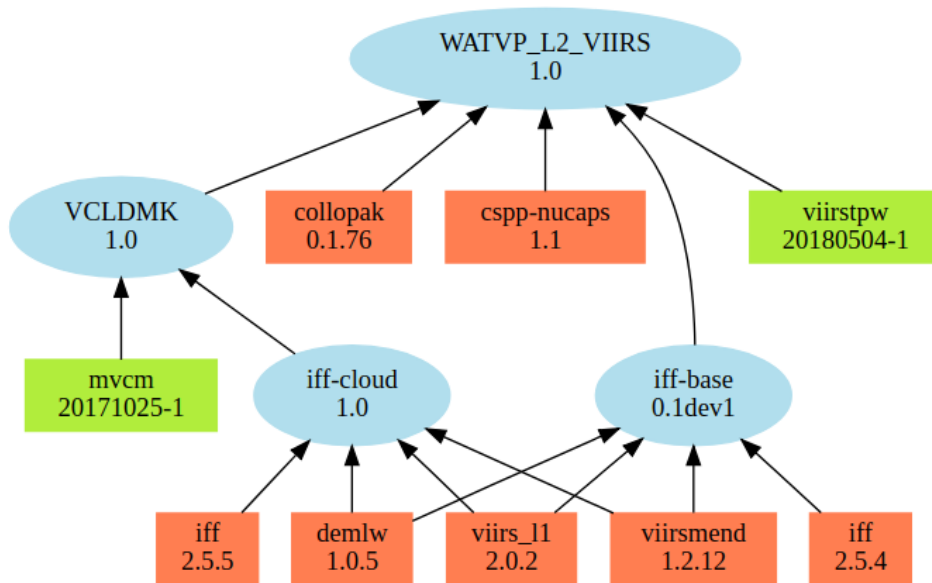 WATVP_L2_VIIRS
1.0
VCLDMK
1.0
collopak
0.1.76
cspp-nucaps
1.1
viirstpw
20180504-1
mvcm
20171025-1
iff-cloud
1.0
iff-base
0.1dev1
iff
2.5.5
demlw
1.0.5
viirs_l1
2.0.2
viirsmend
1.2.12
iff
2.5.4